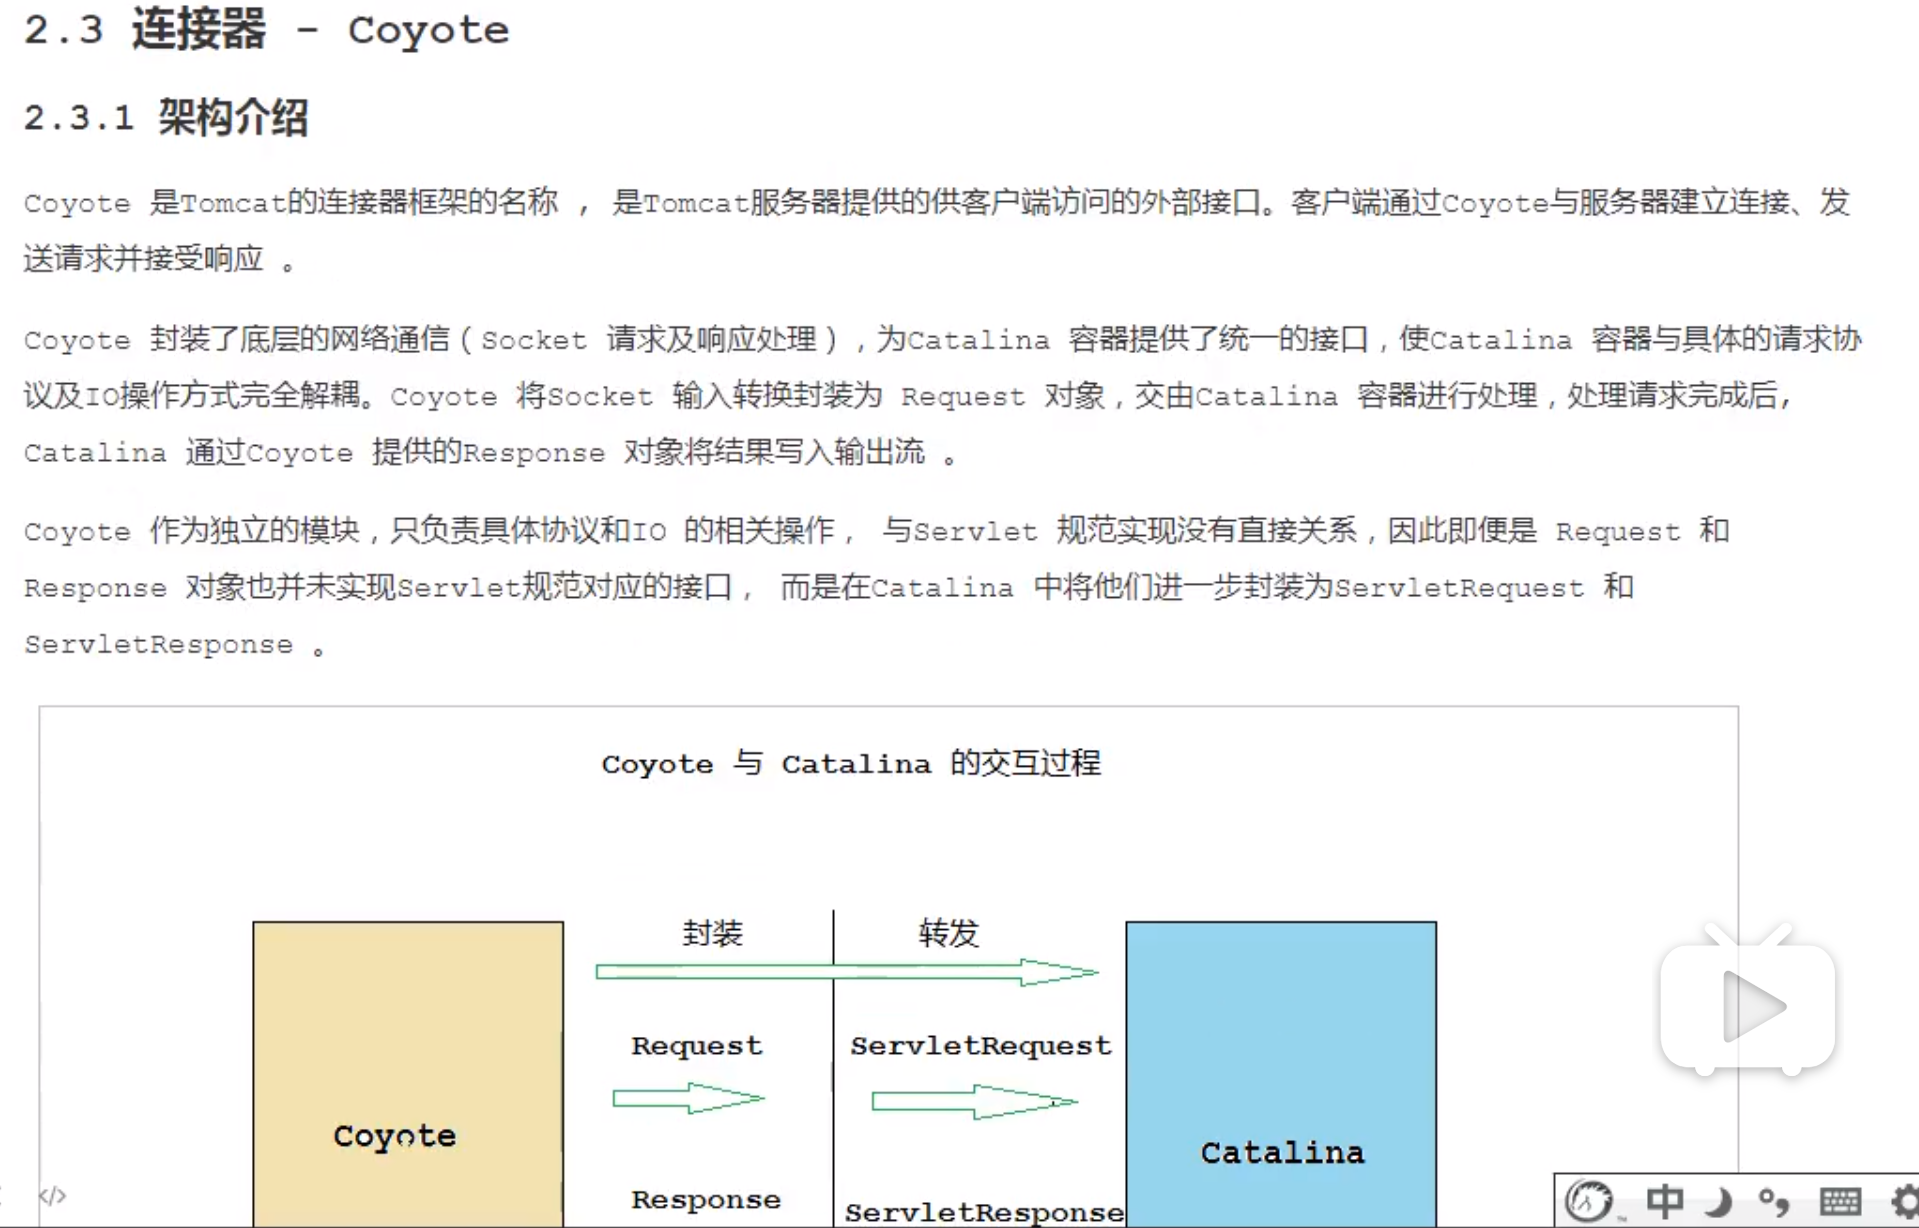 2.3 连接器 - Coyote
2.3.1 架构介绍
Coyote 是Tomcat的连接器框架的名称 , 是Tomcat服务器提供的供客户端访问的外部接口。客户端通过Coyote与服务器建立连接、发
送请求并接受响应 。
Coyote 封装了底层的网络通信(Socket 请求及响应处理),为Catalina 容器提供了统一的接口,使Catalina 容器与具体的请求协
议及IO操作方式完全解耦。Coyote 将Socket 输入转换封装为 Request 对象,交由Catalina 容器进行处理,处理请求完成后,
Catalina 通过Coyote 提供的Response 对象将结果写入输出流 。
Coyote 作为独立的模块,只负责具体协议和IO 的相关操作, 与Servlet 规范实现没有直接关系,因此即便是 Request 和
Response 对象也并未实现Servlet规范对应的接口, 而是在Catalina 中将他们进一步封装为ServletRequest 和
ServletResponse 。
Coyote 与 Catalina 的交互过程
封装 转发
Request ServletRequest
Coyote
Catalina
Response ServletResponse
</> 中